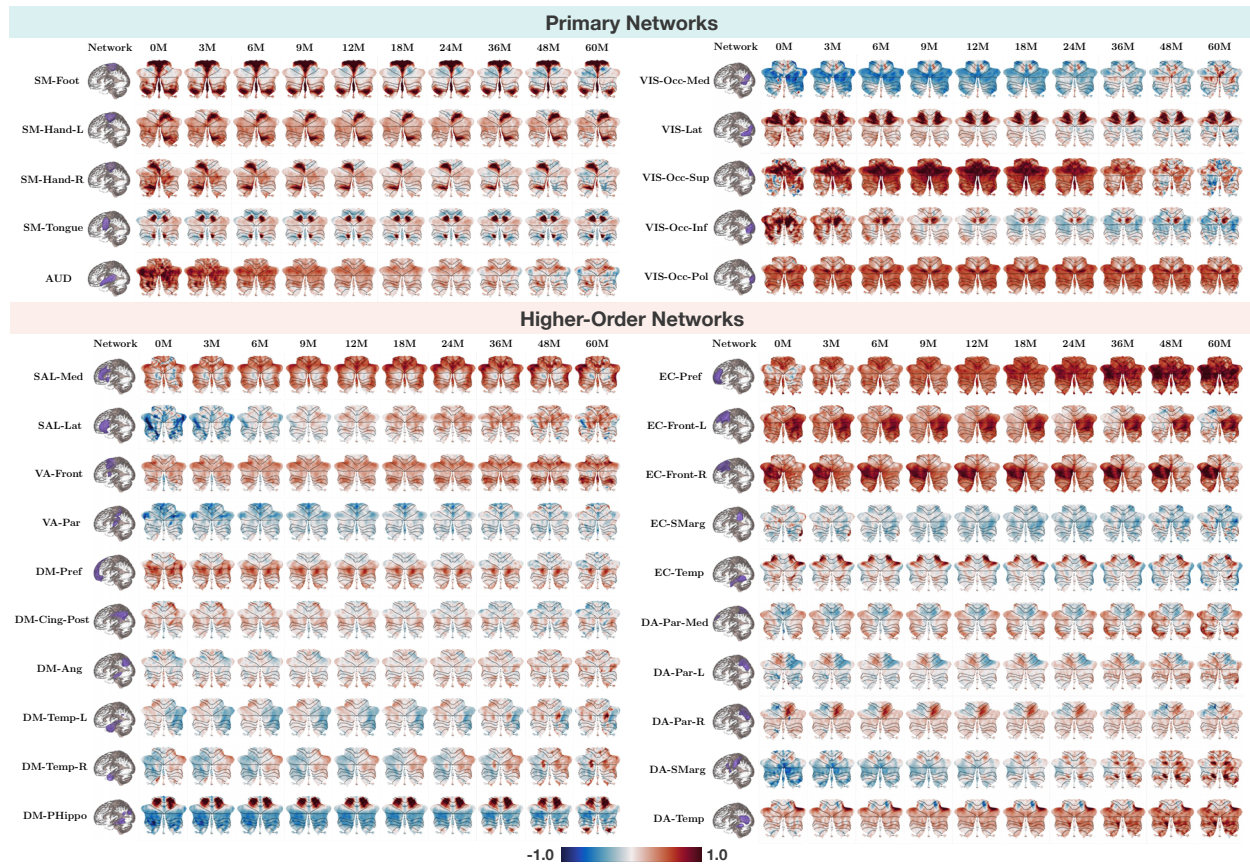 Primary Networks
Network 0M 3M 6M 9M 12M 18M 24M 36M 48M 60M
SM-Foot
SM-Hand-L
SM-Hand-R
SM-Tongue
AUD
Network 0M 3M 6M 9M 12M 18M 24M 36M 48M 60M
VIS-Occ-Med
VIS-Lat
VIS-Occ-Sup
VIS-Occ-Inf
VIS-Occ-Pol
Higher-Order Networks
Network 0M 3M 6M 9M 12M 18M 24M 36M 48M 60M
SAL-Med
SAL-Lat
VA-Front
VA-Par
DM-Pref
DM-Cing-Post
DM-Ang
DM-Temp-L
DM-Temp-R
DM-PHippo
Network 0M 3M 6M 9M 12M 18M 24M 36M 48M 60M
EC-Pref
EC-Front-L
EC-Front-R
EC-SMarg
EC-Temp
DA-Par-Med
DA-Par-L
DA-Par-R
DA-SMarg
DA-Temp
-1.0 1.0